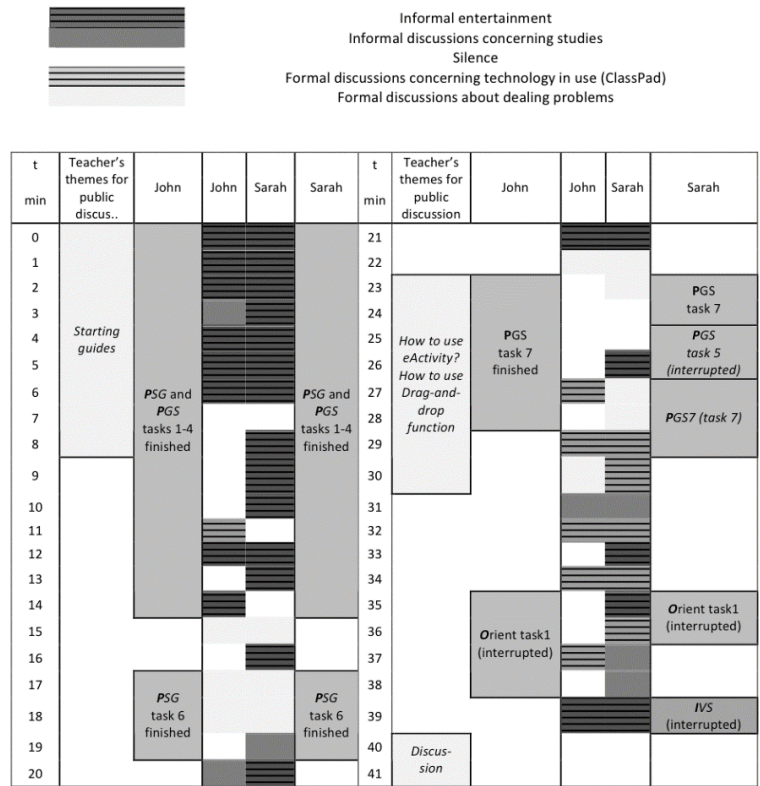 Informal entertainment
Informal discussions concerning studies
Silence
Formal discussions concerning technology in use (ClassPad)
Formal discussions about dealing problems
t
min
Teacher's
themes for
public
discus..
John
John
Sarah
Sarah
t
min
Teacher's
themes for
public
discussion
John
John
Sarah
Sarah
0
1
2
3
4
5
6
7
8
9
10
11
12
13
14
15
16
17
18
19
20
Starting
guides
PSG and
PGS
tasks 1-4
finished
PSG
task 6
finished
PSG and
PGS
tasks 1-4
finished
PSG
task 6
finished
21
22
23
24
25
26
27
28
29
30
31
32
33
34
35
36
37
38
39
40
41
How to use
eActivity?
How to use
Drag-and-
drop
function
Discus-
sion
PGS
task 7
finished
Orient task1
(interrupted)
PGS
task 7
PGS
task 5
(interrupted)
PGS7 (task 7)
Orient task1
(interrupted)
IVS
(interrupted)